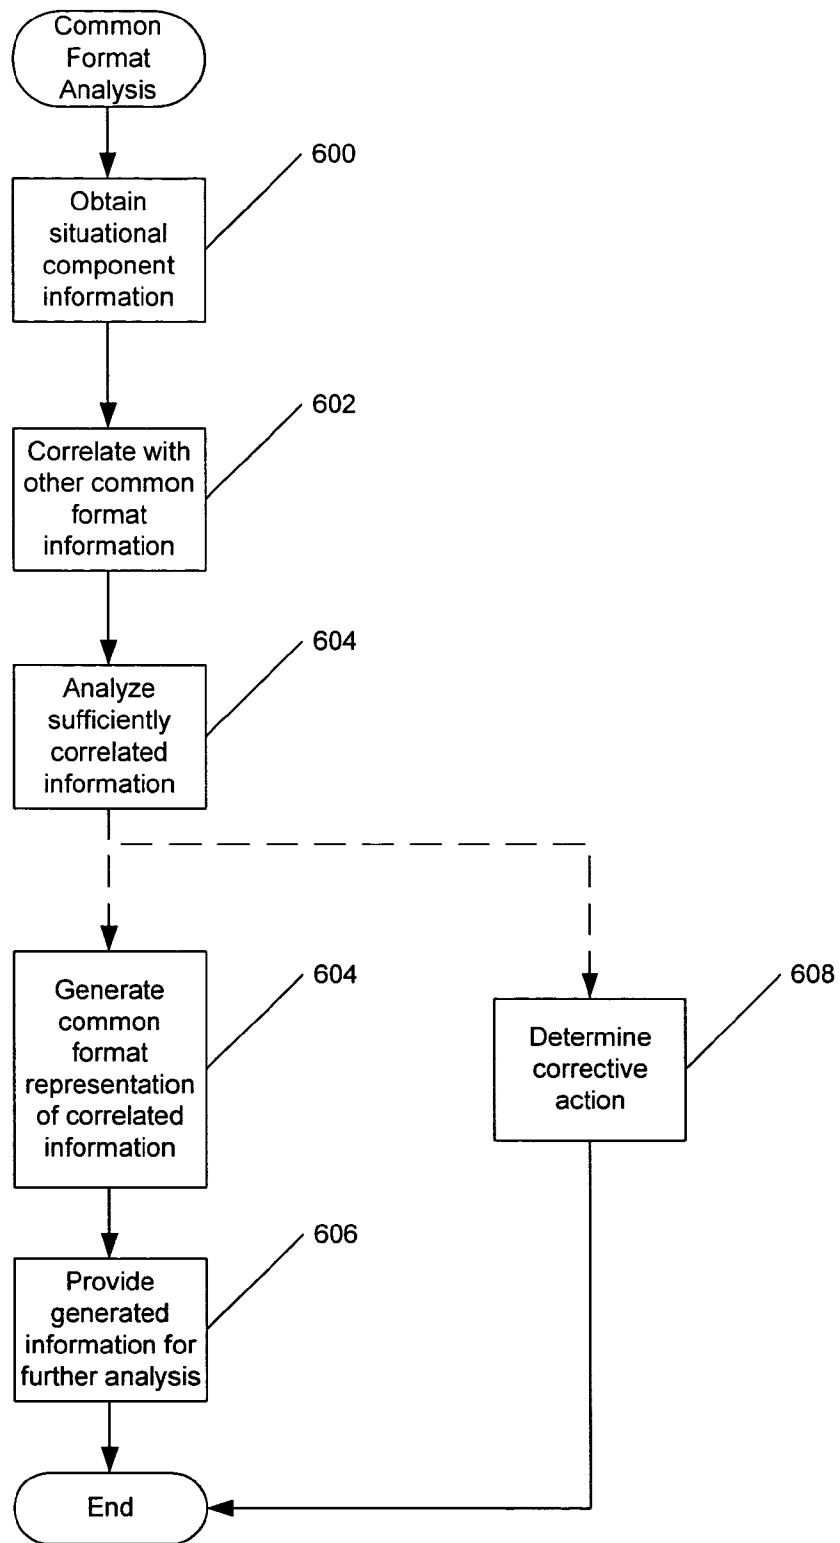 Common
Format
Analysis
600
Obtain
situational
component
information
602
Correlate with
other common
format
information
604
Analyze
sufficiently
correlated
information
604
Generate
common
format
representation
of correlated
information
608
Determine
corrective
action
606
Provide
generated
information for
further analysis
End